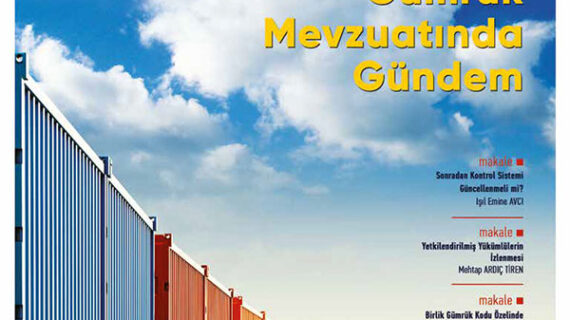 Gümrük
Mevzuatında
Gündem
makale
Sonradan Kontrol Sistemi
Güncellenmeli mi?
Işıl Emine AVCI
makale
Yetkilendirilmiş Yükümlülerin
İzlenmesi
Mehtap ARDIÇ TİREN
makale
Birlik Gümrük Kodu Özelinde